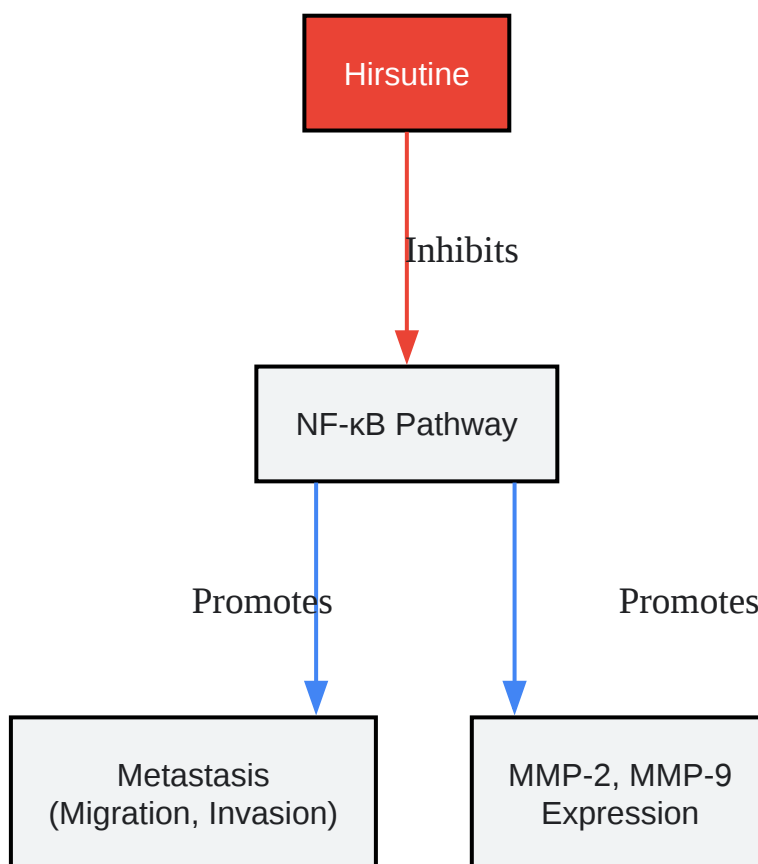 Hirsutine
Inhibits
NF-κB Pathway
Promotes
Promotes
Metastasis
(Migration, Invasion)
MMP-2, MMP-9
Expression